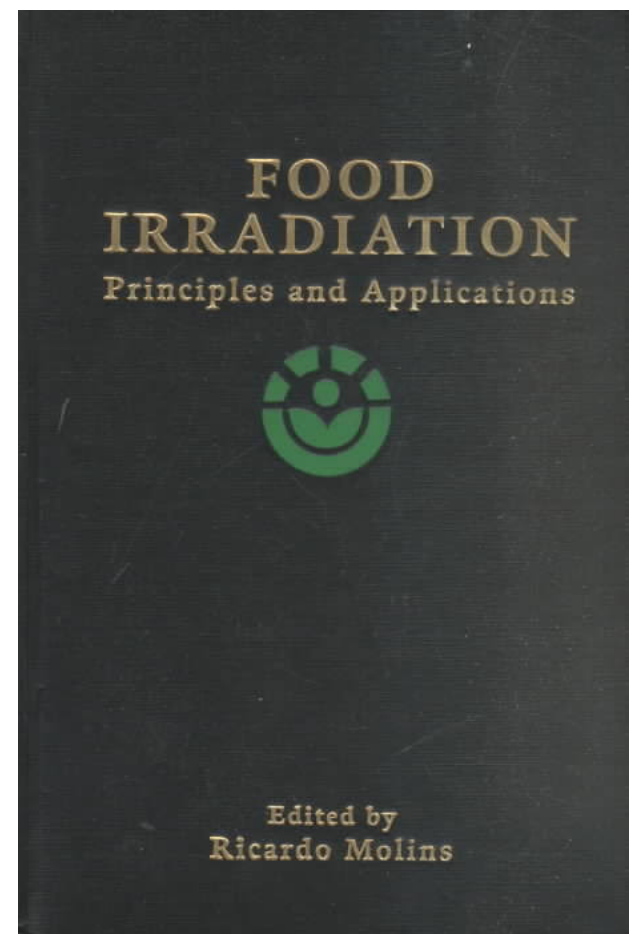 FOOD
IRRADIATION
Principles and Applications
Edited by
Ricardo Molins